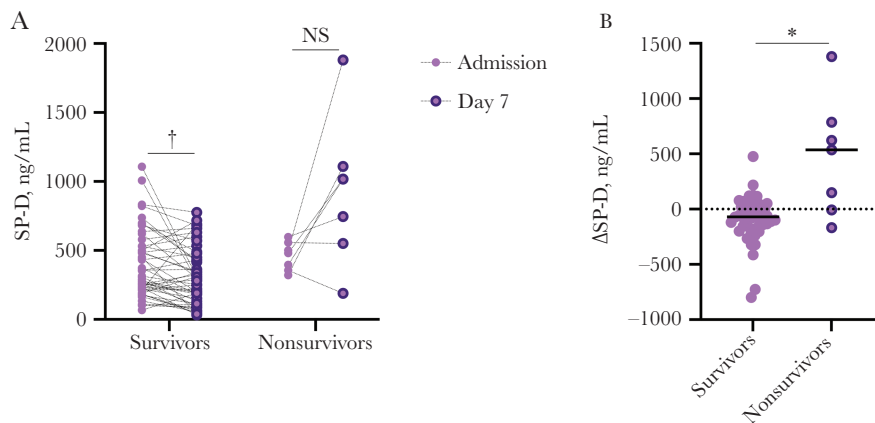 A
SP-D, ng/mL
2000
1500
1000
500
0
†
NS
Survivors
Nonsurvivors
Admission
Day 7
B
ΔSP-D, ng/mL
1500
1000
500
0
−500
−1000
*
Survivors
Nonsurvivors